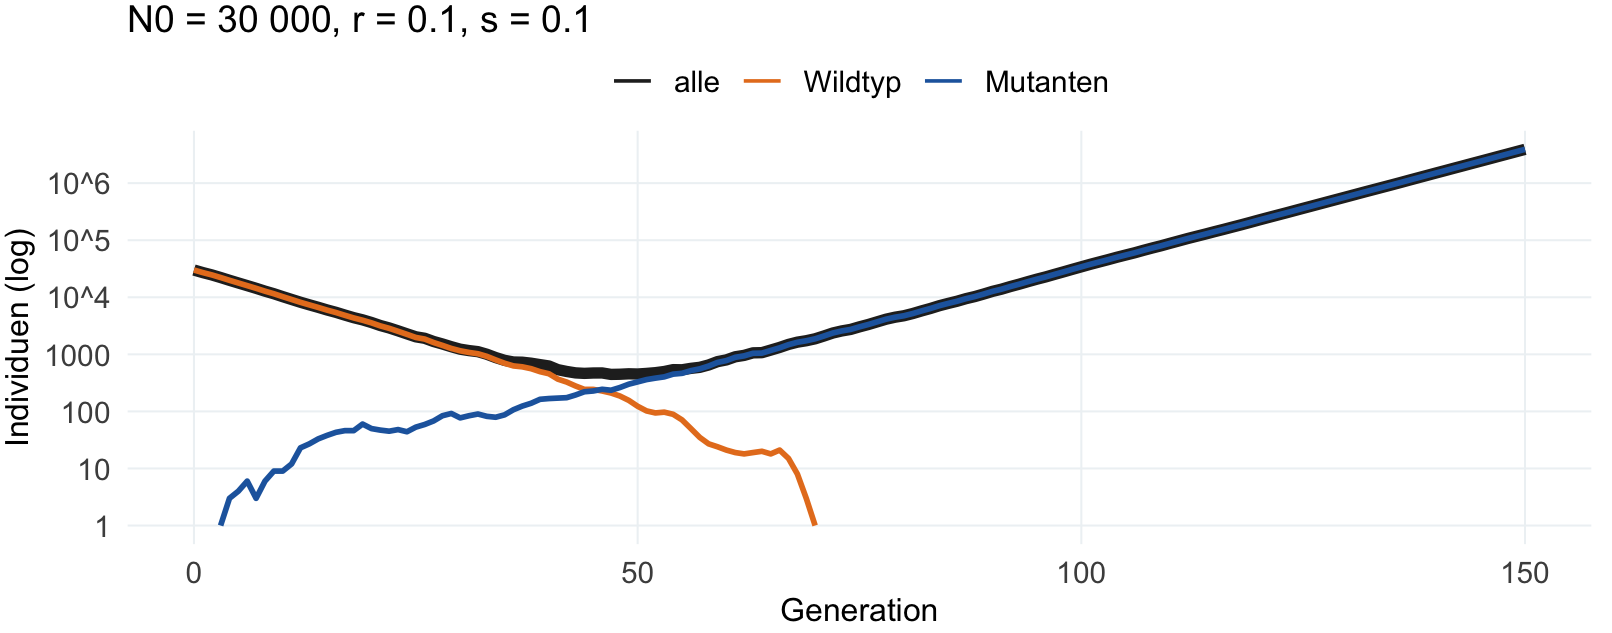 N0 = 30 000, r = 0.1, s = 0.1
alle Wildtyp Mutanten
Individuen (log)
10^6
10^5
10^4
1000
100
10
1
0 50 100 150
Generation